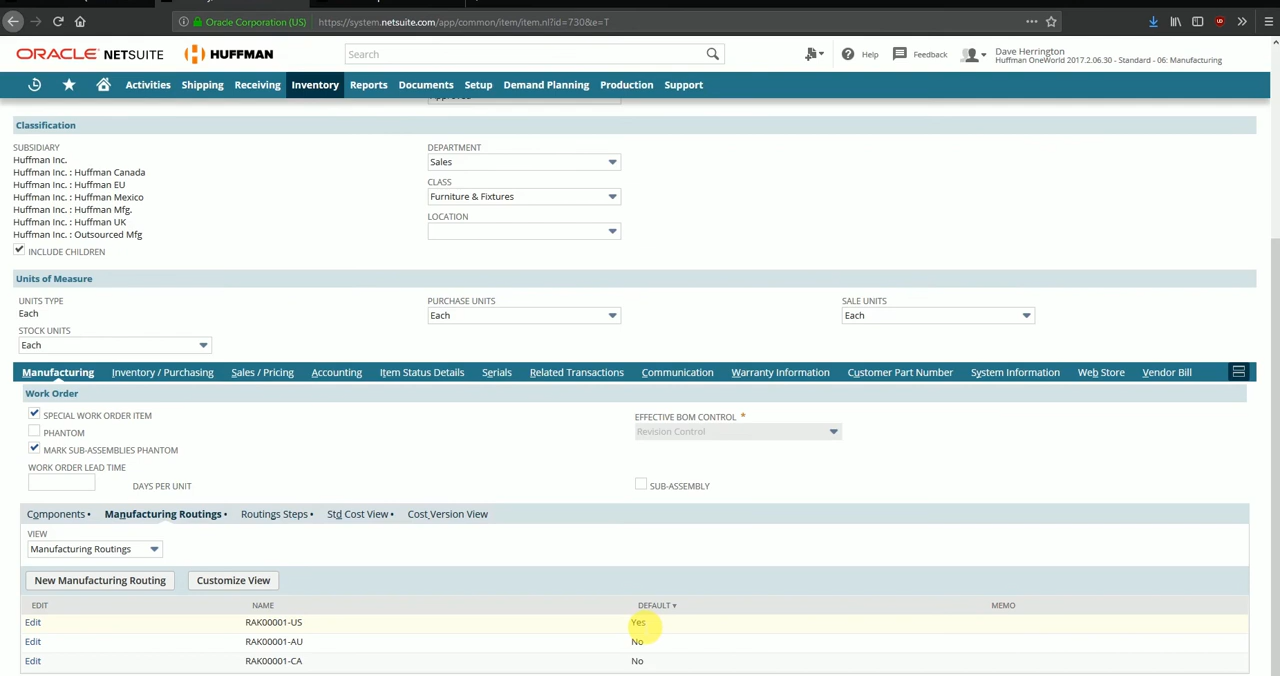 Oracle Corporation (US) https://system.netsuite.com/app/common/item/item.nl?id=730&e=T
ORACLE NETSUITE HUFFMAN Search Help Feedback Dave Herrington
Huffman OneWorld 2017.2.06.30 - Standard - 06: Manufacturing
Activities Shipping Receiving Inventory Reports Documents Setup Demand Planning Production Support
Classification
SUBSIDIARY
Huffman Inc.
Huffman Inc. : Huffman Canada
Huffman Inc. : Huffman EU
Huffman Inc. : Huffman Mexico
Huffman Inc. : Huffman Mfg.
Huffman Inc. : Huffman UK
Huffman Inc. : Outsourced Mfg
INCLUDE CHILDREN
DEPARTMENT
Sales
CLASS
Furniture & Fixtures
LOCATION
Units of Measure
UNITS TYPE
Each
STOCK UNITS
Each
PURCHASE UNITS
Each
SALE UNITS
Each
Manufacturing Inventory / Purchasing Sales / Pricing Accounting Item Status Details Serials Related Transactions Communication Warranty Information Customer Part Number System Information Web Store Vendor Bill
Work Order
SPECIAL WORK ORDER ITEM
PHANTOM
MARK SUB-ASSEMBLIES PHANTOM
WORK ORDER LEAD TIME
DAYS PER UNIT
EFFECTIVE BOM CONTROL *
Revision Control
SUB-ASSEMBLY
Components • Manufacturing Routings • Routings Steps • Std Cost View • Cost Version View
VIEW
Manufacturing Routings
New Manufacturing Routing Customize View
EDIT NAME DEFAULT MEMO
Edit RAK00001-US Yes
Edit RAK00001-AU No
Edit RAK00001-CA No